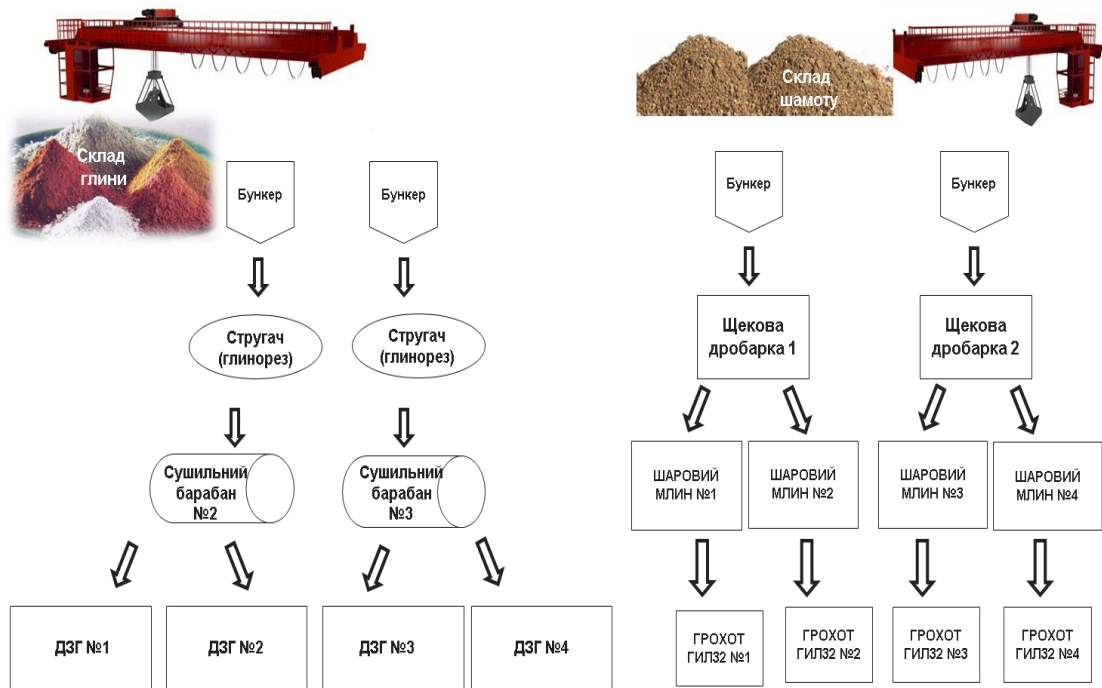 Склад
глини
Бункер
Бункер
Стругач
(глинорез)
Стругач
(глинорез)
Сушильний
барабан
№2
Сушильний
барабан
№3
ДЗГ №1
ДЗГ №2
ДЗГ №3
ДЗГ №4
Склад
шамоту
Бункер
Бункер
Щекова
дробарка 1
Щекова
дробарка 2
ШАРОВИЙ
МЛИН №1
ШАРОВИЙ
МЛИН №2
ШАРОВИЙ
МЛИН №3
ШАРОВИЙ
МЛИН №4
ГРОХОТ
ГИЛ32 №1
ГРОХОТ
ГИЛ32 №2
ГРОХОТ
ГИЛ32 №3
ГРОХОТ
ГИЛ32 №4